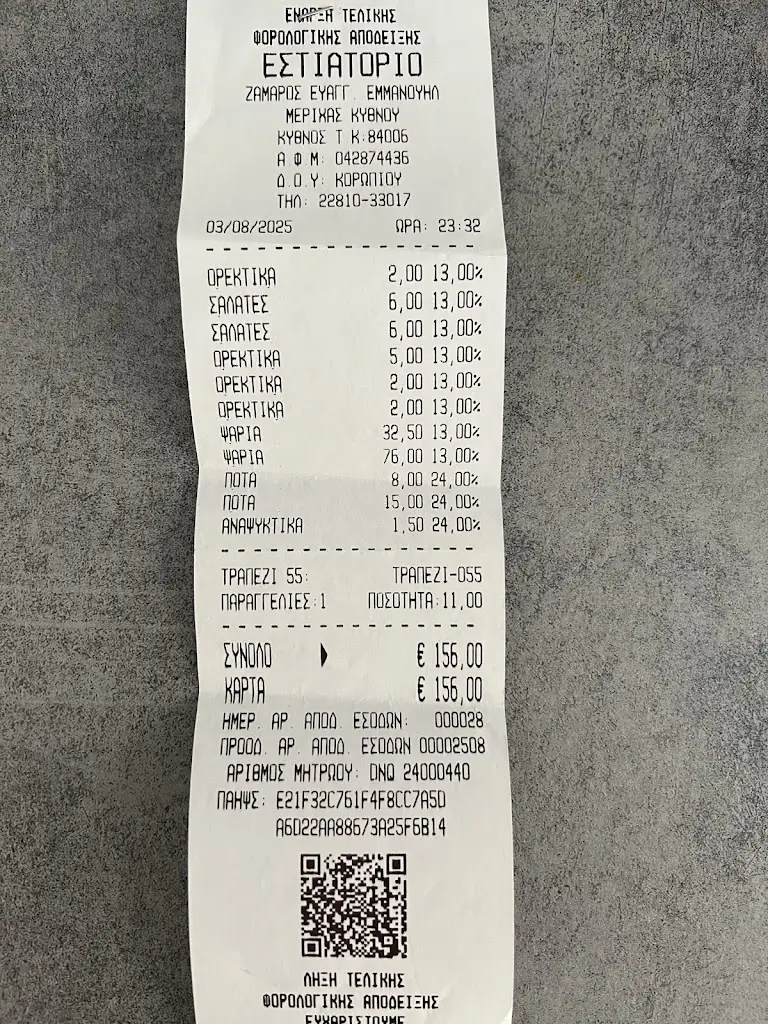 ΕΝΑΡΞΗ ΤΕΛΙΚΗΣ
ΦΟΡΟΛΟΓΙΚΗΣ ΑΠΟΔΕΙΞΗΣ
ΕΣΤΙΑΤΟΡΙΟ
ΖΑΜΑΡΟΣ ΕΥΑΓΓ. ΕΜΜΑΝΟΥΗΛ
ΜΕΡΙΧΑΣ ΚΥΘΝΟΥ
ΚΥΘΝΟΣ Τ Κ:84006
Α Φ Μ: 042874436
Δ.Ο.Υ: ΚΟΡΩΠΙΟΥ
ΤΗΛ: 22810-33017
03/08/2025 ΩΡΑ: 23:32
ΟΡΕΚΤΙΚΑ 2,00 13,00%
ΣΑΛΑΤΕΣ 6,00 13,00%
ΣΑΛΑΤΕΣ 6,00 13,00%
ΟΡΕΚΤΙΚΑ 5,00 13,00%
ΟΡΕΚΤΙΚΑ 2,00 13,00%
ΟΡΕΚΤΙΚΑ 2,00 13,00%
ΨΑΡΙΑ 32,50 13,00%
ΨΑΡΙΑ 76,00 13,00%
ΠΟΤΑ 8,00 24,00%
ΠΟΤΑ 15,00 24,00%
ΑΝΑΨΥΚΤΙΚΑ 1,50 24,00%
ΤΡΑΠΕΖΙ 55: ΤΡΑΠΕΖΙ-055
ΠΑΡΑΓΓΕΛΙΕΣ:1 ΠΟΣΟΤΗΤΑ:11,00
ΣΥΝΟΛΟ € 156,00
ΚΑΡΤΑ € 156,00
ΗΜΕΡ. ΑΡ. ΑΠΟΔ. ΕΣΟΔΩΝ: 000028
ΠΡΟΟΔ. ΑΡ. ΑΠΟΔ. ΕΣΟΔΩΝ 00002508
ΑΡΙΘΜΟΣ ΜΗΤΡΩΟΥ: DNQ 24000440
ΠΑΗΨΣ: E21F32C761F4F8CC7A5D
A6D22AA88673A25F6B14
ΛΗΞΗ ΤΕΛΙΚΗΣ
ΦΟΡΟΛΟΓΙΚΗΣ ΑΠΟΔΕΙΞΗΣ
ΕΥΧΑΡΙΣΤΟΥΜΕ